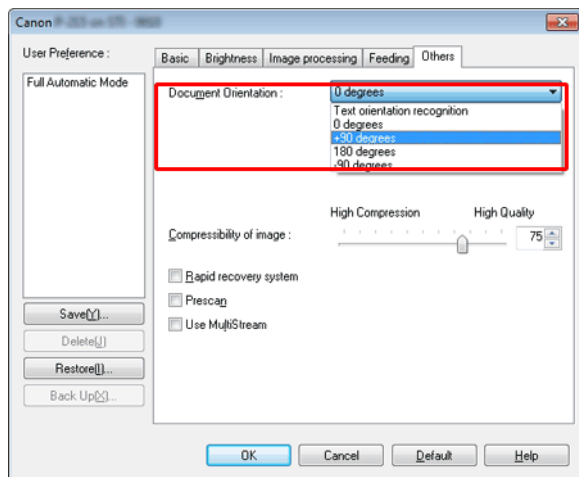 Canon
User Preference :
Full Automatic Mode
Save(Y)...
Delete(J)
Restore(I)...
Back Up(X)...
Basic
Brightness
Image processing
Feeding
Others
Document Orientation :
0 degrees
Text orientation recognition
0 degrees
+90 degrees
180 degrees
-90 degrees
High Compression
High Quality
Compressibility of image :
75
Rapid recovery system
Prescan
Use MultiStream
OK
Cancel
Default
Help